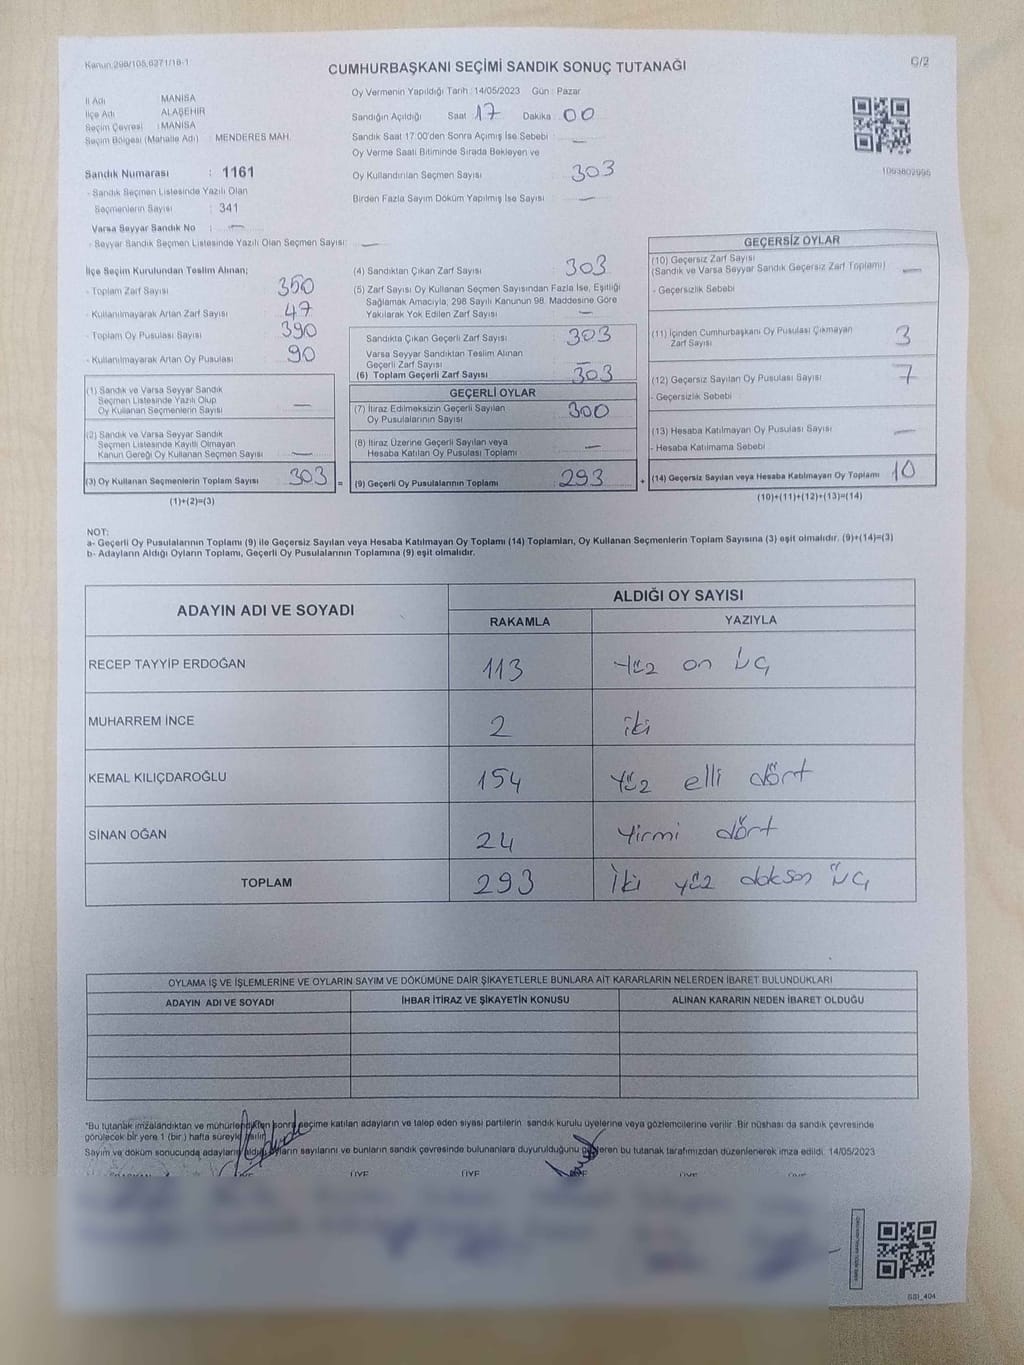 Kanun:298/105,6271/18-1
CUMHURBAŞKANI SEÇİMİ SANDIK SONUÇ TUTANAĞI
C/2
İl Adı MANİSA
İlçe Adı ALAŞEHİR
Seçim Çevresi : MANİSA
Seçim Bölgesi (Mahalle Adı) : MENDERES MAH.
Sandık Numarası : 1161
- Sandık Seçmen Listesinde Yazılı Olan
Seçmenlerin Sayısı : 341
Varsa Seyyar Sandık No : —
- Seyyar Sandık Seçmen Listesinde Yazılı Olan Seçmen Sayısı: —
Oy Vermenin Yapıldığı Tarih : 14/05/2023 Gün : Pazar
Sandığın Açıldığı Saat 17 Dakika : 00
Sandık Saat 17:00'den Sonra Açımış İse Sebebi : —
Oy Verme Saati Bitiminde Sırada Bekleyen ve
Oy Kullandırılan Seçmen Sayısı : 303
Birden Fazla Sayım Döküm Yapılmış İse Sayısı : —
1063802995
İlçe Seçim Kurulundan Teslim Alınan;
- Toplam Zarf Sayısı : 350
- Kullanılmayarak Artan Zarf Sayısı : 47
- Toplam Oy Pusulası Sayısı : 390
- Kullanılmayarak Artan Oy Pusulası : 90
(1) Sandık ve Varsa Seyyar Sandık
Seçmen Listesinde Yazılı Olup
Oy Kullanan Seçmenlerin Sayısı : —
(2) Sandık ve Varsa Seyyar Sandık
Seçmen Listesinde Kayıtlı Olmayan
Kanun Gereği Oy Kullanan Seçmen Sayısı : —
(3) Oy Kullanan Seçmenlerin Toplam Sayısı : 303 =
(1)+(2)=(3)
(4) Sandıktan Çıkan Zarf Sayısı : 303
(5) Zarf Sayısı Oy Kullanan Seçmen Sayısından Fazla İse, Eşitliği
Sağlamak Amacıyla; 298 Sayılı Kanunun 98. Maddesine Göre
Yakılarak Yok Edilen Zarf Sayısı : —
Sandıkta Çıkan Geçerli Zarf Sayısı : 303
Varsa Seyyar Sandıktan Teslim Alınan
Geçerli Zarf Sayısı : —
(6) Toplam Geçerli Zarf Sayısı : 303
GEÇERLİ OYLAR
(7) İtiraz Edilmeksizin Geçerli Sayılan
Oy Pusulalarının Sayısı : 300
(8) İtiraz Üzerine Geçerli Sayılan veya
Hesaba Katılan Oy Pusulası Toplamı : —
(9) Geçerli Oy Pusulalarının Toplamı : 293 +
GEÇERSİZ OYLAR
(10) Geçersiz Zarf Sayısı
(Sandık ve Varsa Seyyar Sandık Geçersiz Zarf Toplamı) : —
- Geçersizlik Sebebi
(11) İçinden Cumhurbaşkanı Oy Pusulası Çıkmayan
Zarf Sayısı : 3
(12) Geçersiz Sayılan Oy Pusulası Sayısı : 7
- Geçersizlik Sebebi
(13) Hesaba Katılmayan Oy Pusulası Sayısı : —
- Hesaba Katılmama Sebebi
(14) Geçersiz Sayılan veya Hesaba Katılmayan Oy Toplamı : 10
(10)+(11)+(12)+(13)=(14)
NOT:
a- Geçerli Oy Pusulalarının Toplamı (9) ile Geçersiz Sayılan veya Hesaba Katılmayan Oy Toplamı (14) Toplamları, Oy Kullanan Seçmenlerin Toplam Sayısına (3) eşit olmalıdır. (9)+(14)=(3)
b- Adayların Aldığı Oyların Toplamı, Geçerli Oy Pusulalarının Toplamına (9) eşit olmalıdır.
ADAYIN ADI VE SOYADI ALDIĞI OY SAYISI
RAKAMLA YAZIYLA
RECEP TAYYİP ERDOĞAN 113 yüz on üç
MUHARREM İNCE 2 iki
KEMAL KILIÇDAROĞLU 154 yüz elli dört
SİNAN OĞAN 24 yirmi dört
TOPLAM 293 iki yüz doksan üç
OYLAMA İŞ VE İŞLEMLERİNE VE OYLARIN SAYIM VE DÖKÜMÜNE DAİR ŞİKAYETLERLE BUNLARA AİT KARARLARIN NELERDEN İBARET BULUNDUKLARI
ADAYIN ADI VE SOYADI İHBAR İTİRAZ VE ŞİKAYETİN KONUSU ALINAN KARARIN NEDEN İBARET OLDUĞU
*Bu tutanak imzalandıktan ve mühürlendikten sonra seçime katılan adayların ve talep eden siyasi partilerin sandık kurulu üyelerine veya gözlemcilerine verilir. Bir nüshası da sandık çevresinde
görülecek bir yere 1 (bir ) hafta süreyle asılır.
Sayım ve döküm sonucunda adayların aldığı oyların sayılarını ve bunların sandık çevresinde bulunanlara duyurulduğunu gösteren bu tutanak tarafımızdan düzenlenerek imza edildi. 14/05/2023
ÜYE ÜYE ÜYE ÜYE ÜYE
SSI_404